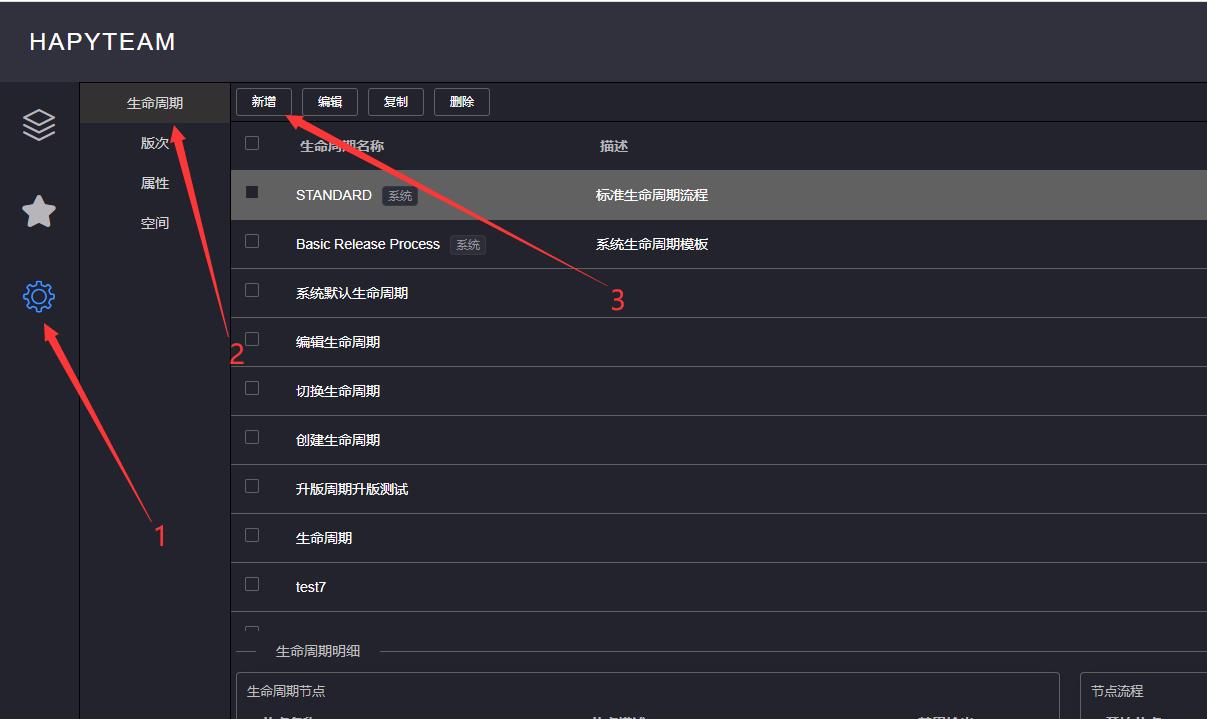 HAPYTEAM
生命周期
版次
属性
空间
新增 编辑 复制 删除
生命周期名称 描述
STANDARD 系统 标准生命周期流程
Basic Release Process 系统 系统生命周期模板
系统默认生命周期
编辑生命周期
切换生命周期
创建生命周期
升版周期升版测试
生命周期
test7
1
2
3
生命周期明细
生命周期节点 节点流程